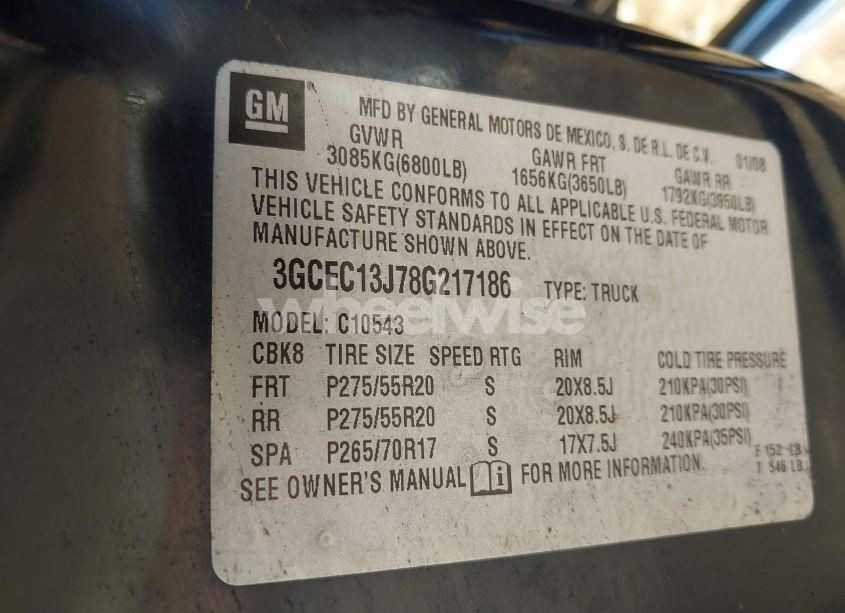 GM
MFD BY GENERAL MOTORS DE MEXICO, S. DE R.L. DE C.V. 01/08
GVWR GAWR FRT GAWR RR
3085KG(6800LB) 1656KG(3650LB) 1792KG(3950LB)
THIS VEHICLE CONFORMS TO ALL APPLICABLE U.S. FEDERAL MOTOR
VEHICLE SAFETY STANDARDS IN EFFECT ON THE DATE OF
MANUFACTURE SHOWN ABOVE.
3GCEC13J78G217186 TYPE: TRUCK
wheelwise
MODEL: C10543
CBK8 TIRE SIZE SPEED RTG RIM COLD TIRE PRESSURE
FRT P275/55R20 S 20X8.5J 210KPA(30PSI)
RR P275/55R20 S 20X8.5J 210KPA(30PSI)
SPA P265/70R17 S 17X7.5J 240KPA(35PSI)
F 152 LB
T 546 LB
SEE OWNER'S MANUAL FOR MORE INFORMATION.